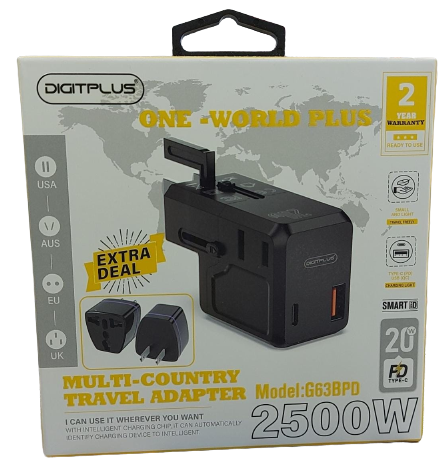 DIGITPLUS
2
YEAR
WARRANTY
READY TO USE
ONE -WORLD PLUS
USA
AUS
EU
UK
EXTRA
DEAL
DIGITPLUS
SMALL
TYPE-C
SMART ID
20W
PD
TYPE-C
MULTI-COUNTRY
TRAVEL ADAPTER
Model:G63BPD
2500W
I CAN USE IT WHEREVER YOU WANT
WITH INTELLIGENT CHARGING CHIP,IT CAN AUTOMATICALLY
IDENTIFY CHARGING DEVICE TO INTELLIGENT